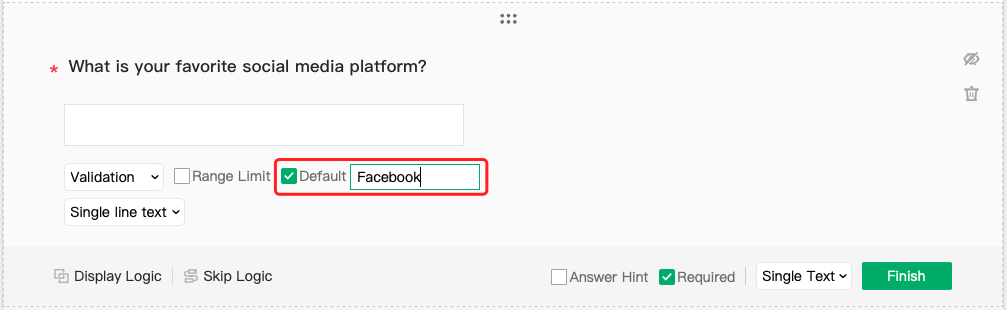 * What is your favorite social media platform?
Validation Range Limit Default Facebook
Single line text
Display Logic Skip Logic Answer Hint Required Single Text Finish